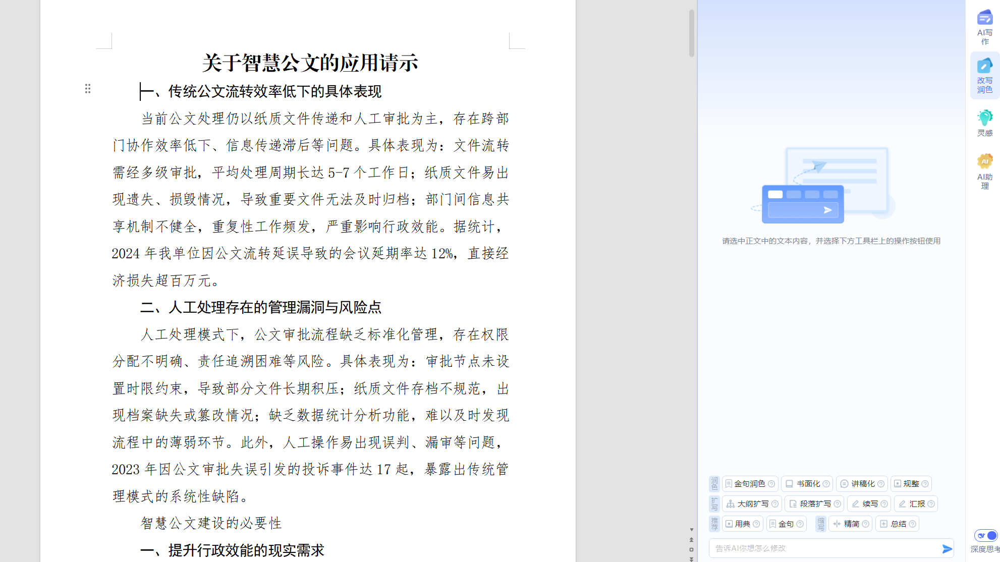 关于智慧公文的应用请示
一、传统公文流转效率低下的具体表现
当前公文处理仍以纸质文件传递和人工审批为主，存在跨部
门协作效率低下、信息传递滞后等问题。具体表现为：文件流转
需经多级审批，平均处理周期长达 5-7 个工作日；纸质文件易出
现遗失、损毁情况，导致重要文件无法及时归档；部门间信息共
享机制不健全，重复性工作频发，严重影响行政效能。据统计，
2024 年我单位因公文流转延误导致的会议延期率达 12%，直接经
济损失超百万元。
二、人工处理存在的管理漏洞与风险点
人工处理模式下，公文审批流程缺乏标准化管理，存在权限
分配不明确、责任追溯困难等风险。具体表现为：审批节点未设
置时限约束，导致部分文件长期积压；纸质文件存档不规范，出
现档案缺失或篡改情况；缺乏数据统计分析功能，难以及时发现
流程中的薄弱环节。此外，人工操作易出现误判、漏审等问题，
2023 年因公文审批失误引发的投诉事件达 17 起，暴露出传统管
理模式的系统性缺陷。
智慧公文建设的必要性
一、提升行政效能的现实需求
请选中正文中的文本内容，并选择下方工具栏上的操作按钮使用
润色 金句润色 书面化 讲稿化 规整
扩写 大纲扩写 段落扩写 续写 汇报
推荐 用典 金句 缩写 精简 总结
告诉AI你想怎么修改
AI写
作
改写
润色
灵感
AI
AI助
理
深度思考